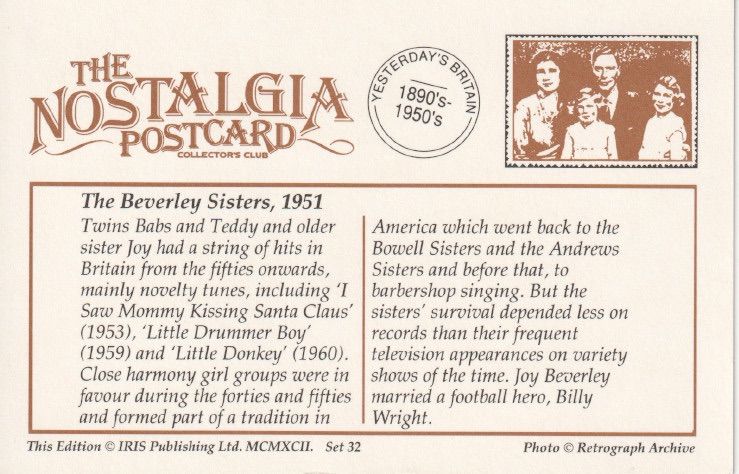 THE
NOSTALGIA
POSTCARD
COLLECTOR'S CLUB
YESTERDAY'S BRITAIN
1890's-
1950's
The Beverley Sisters, 1951
Twins Babs and Teddy and older
sister Joy had a string of hits in
Britain from the fifties onwards,
mainly novelty tunes, including 'I
Saw Mommy Kissing Santa Claus'
(1953), 'Little Drummer Boy'
(1959) and 'Little Donkey' (1960).
Close harmony girl groups were in
favour during the forties and fifties
and formed part of a tradition in
America which went back to the
Bowell Sisters and the Andrews
Sisters and before that, to
barbershop singing. But the
sisters' survival depended less on
records than their frequent
television appearances on variety
shows of the time. Joy Beverley
married a football hero, Billy
Wright.
This Edition © IRIS Publishing Ltd. MCMXCII. Set 32
Photo © Retrograph Archive